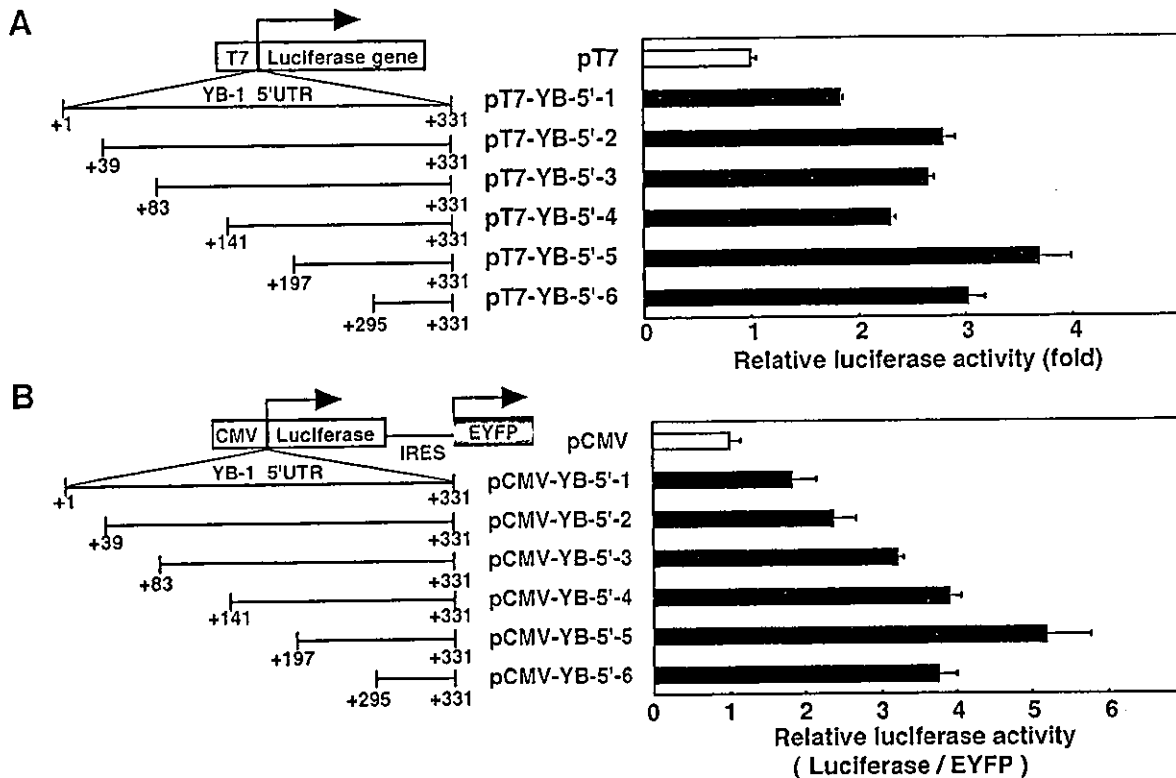 A
T7 Luciferase gene
YB-1 5'UTR
+1 +331
+39 +331
+83 +331
+141 +331
+197 +331
+295 +331
pT7
pT7-YB-5'-1
pT7-YB-5'-2
pT7-YB-5'-3
pT7-YB-5'-4
pT7-YB-5'-5
pT7-YB-5'-6
0 1 2 3 4
Relative luciferase activity (fold)
B
CMV Luciferase IRES EYFP
YB-1 5'UTR
+1 +331
+39 +331
+83 +331
+141 +331
+197 +331
+295 +331
pCMV
pCMV-YB-5'-1
pCMV-YB-5'-2
pCMV-YB-5'-3
pCMV-YB-5'-4
pCMV-YB-5'-5
pCMV-YB-5'-6
0 1 2 3 4 5 6
Relative luciferase activity
( Luciferase / EYFP )